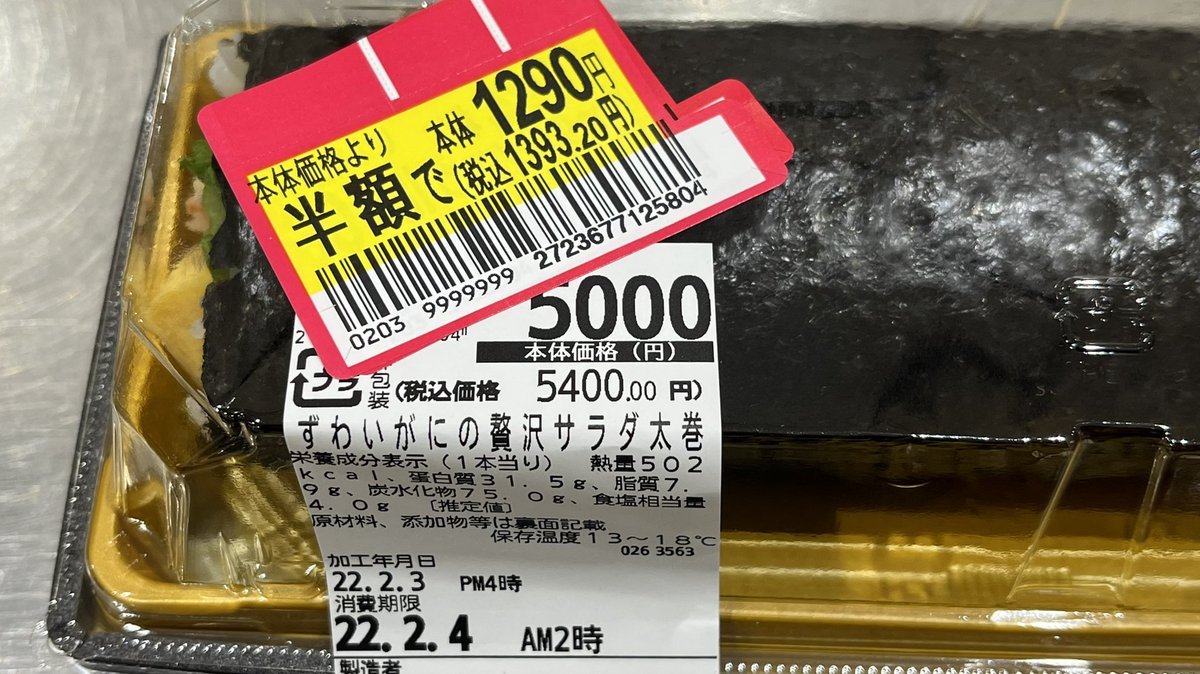 本体価格より
半額で
本体 1290円
(税込 1393.20円)
0203 9999999 2723677125804
5000
本体価格(円)
包装
(税込価格 5400.00 円)
ずわいがにの贅沢サラダ太巻
栄養成分表示(1本当り) 熱量502
kcal、蛋白質31.5g、脂質7.
9g、炭水化物75.0g、食塩相当量
4.0g 〔推定値〕
原材料、添加物等は裏面記載
保存温度13~18℃
026 3563
加工年月日
22.2.3 PM4時
消費期限
22.2.4 AM2時
製造者